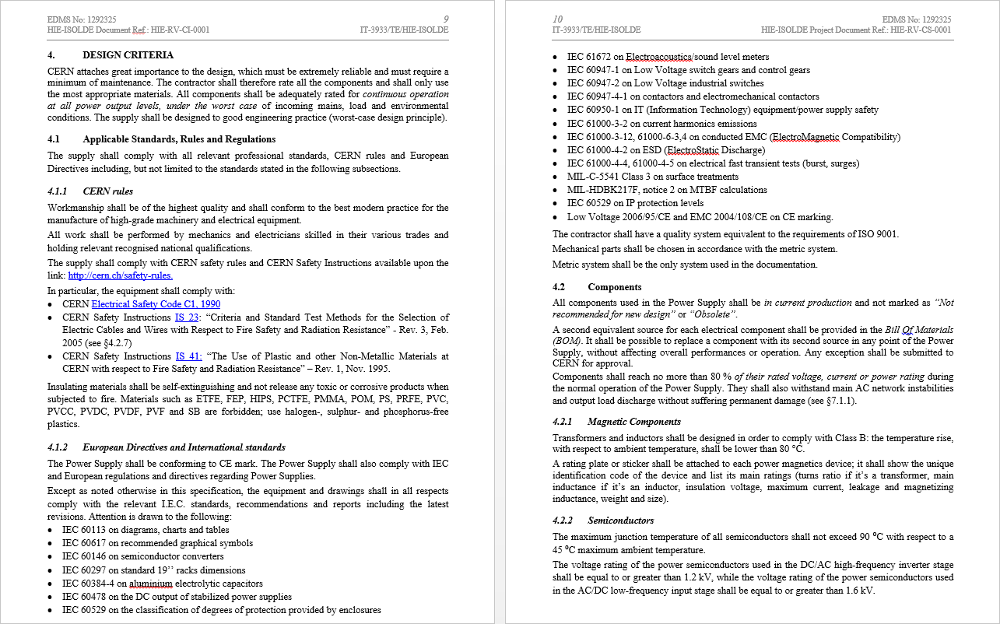 EDMS No: 1292325 9
HIE-ISOLDE Document Ref.: HIE-RV-CI-0001 IT-3933/TE/HIE-ISOLDE
4. DESIGN CRITERIA
CERN attaches great importance to the design, which must be extremely reliable and must require a
minimum of maintenance. The contractor shall therefore rate all the components and shall only use
the most appropriate materials. All components shall be adequately rated for continuous operation
at all power output levels, under the worst case of incoming mains, load and environmental
conditions. The supply shall be designed to good engineering practice (worst-case design principle).
4.1 Applicable Standards, Rules and Regulations
The supply shall comply with all relevant professional standards, CERN rules and European
Directives including, but not limited to the standards stated in the following subsections.
4.1.1 CERN rules
Workmanship shall be of the highest quality and shall conform to the best modern practice for the
manufacture of high-grade machinery and electrical equipment.
All work shall be performed by mechanics and electricians skilled in their various trades and
holding relevant recognised national qualifications.
The supply shall comply with CERN safety rules and CERN Safety Instructions available upon the
link: http://cern.ch/safety-rules.
In particular, the equipment shall comply with:
• CERN Electrical Safety Code C1, 1990
• CERN Safety Instructions IS 23: “Criteria and Standard Test Methods for the Selection of
Electric Cables and Wires with Respect to Fire Safety and Radiation Resistance” - Rev. 3, Feb.
2005 (see §4.2.7)
• CERN Safety Instructions IS 41: “The Use of Plastic and other Non-Metallic Materials at
CERN with respect to Fire Safety and Radiation Resistance” – Rev. 1, Nov. 1995.
Insulating materials shall be self-extinguishing and not release any toxic or corrosive products when
subjected to fire. Materials such as ETFE, FEP, HIPS, PCTFE, PMMA, POM, PS, PRFE, PVC,
PVCC, PVDC, PVDF, PVF and SB are forbidden; use halogen-, sulphur- and phosphorus-free
plastics.
4.1.2 European Directives and International standards
The Power Supply shall be conforming to CE mark. The Power Supply shall also comply with IEC
and European regulations and directives regarding Power Supplies.
Except as noted otherwise in this specification, the equipment and drawings shall in all respects
comply with the relevant I.E.C. standards, recommendations and reports including the latest
revisions. Attention is drawn to the following:
• IEC 60113 on diagrams, charts and tables
• IEC 60617 on recommended graphical symbols
• IEC 60146 on semiconductor converters
• IEC 60297 on standard 19’’ racks dimensions
• IEC 60384-4 on aluminium electrolytic capacitors
• IEC 60478 on the DC output of stabilized power supplies
• IEC 60529 on the classification of degrees of protection provided by enclosures
10 EDMS No: 1292325
IT-3933/TE/HIE-ISOLDE HIE-ISOLDE Project Document Ref.: HIE-RV-CS-0001
• IEC 61672 on Electroacoustics/sound level meters
• IEC 60947-1 on Low Voltage switch gears and control gears
• IEC 60947-2 on Low Voltage industrial switches
• IEC 60947-4-1 on contactors and electromechanical contactors
• IEC 60950-1 on IT (Information Technology) equipment/power supply safety
• IEC 61000-3-2 on current harmonics emissions
• IEC 61000-3-12, 61000-6-3,4 on conducted EMC (ElectroMagnetic Compatibility)
• IEC 61000-4-2 on ESD (ElectroStatic Discharge)
• IEC 61000-4-4, 61000-4-5 on electrical fast transient tests (burst, surges)
• MIL-C-5541 Class 3 on surface treatments
• MIL-HDBK217F, notice 2 on MTBF calculations
• IEC 60529 on IP protection levels
• Low Voltage 2006/95/CE and EMC 2004/108/CE on CE marking.
The contractor shall have a quality system equivalent to the requirements of ISO 9001.
Mechanical parts shall be chosen in accordance with the metric system.
Metric system shall be the only system used in the documentation.
4.2 Components
All components used in the Power Supply shall be in current production and not marked as “Not
recommended for new design” or “Obsolete”.
A second equivalent source for each electrical component shall be provided in the Bill Of Materials
(BOM). It shall be possible to replace a component with its second source in any point of the Power
Supply, without affecting overall performances or operation. Any exception shall be submitted to
CERN for approval.
Components shall reach no more than 80 % of their rated voltage, current or power rating during
the normal operation of the Power Supply. They shall also withstand main AC network instabilities
and output load discharge without suffering permanent damage (see §7.1.1).
4.2.1 Magnetic Components
Transformers and inductors shall be designed in order to comply with Class B: the temperature rise,
with respect to ambient temperature, shall be lower than 80 °C.
A rating plate or sticker shall be attached to each power magnetics device; it shall show the unique
identification code of the device and list its main ratings (turns ratio if it’s a transformer, main
inductance if it’s an inductor, insulation voltage, maximum current, leakage and magnetizing
inductance, weight and size).
4.2.2 Semiconductors
The maximum junction temperature of all semiconductors shall not exceed 90 ⁰C with respect to a
45 ⁰C maximum ambient temperature.
The voltage rating of the power semiconductors used in the DC/AC high-frequency inverter stage
shall be equal to or greater than 1.2 kV, while the voltage rating of the power semiconductors used
in the AC/DC low-frequency input stage shall be equal to or greater than 1.6 kV.